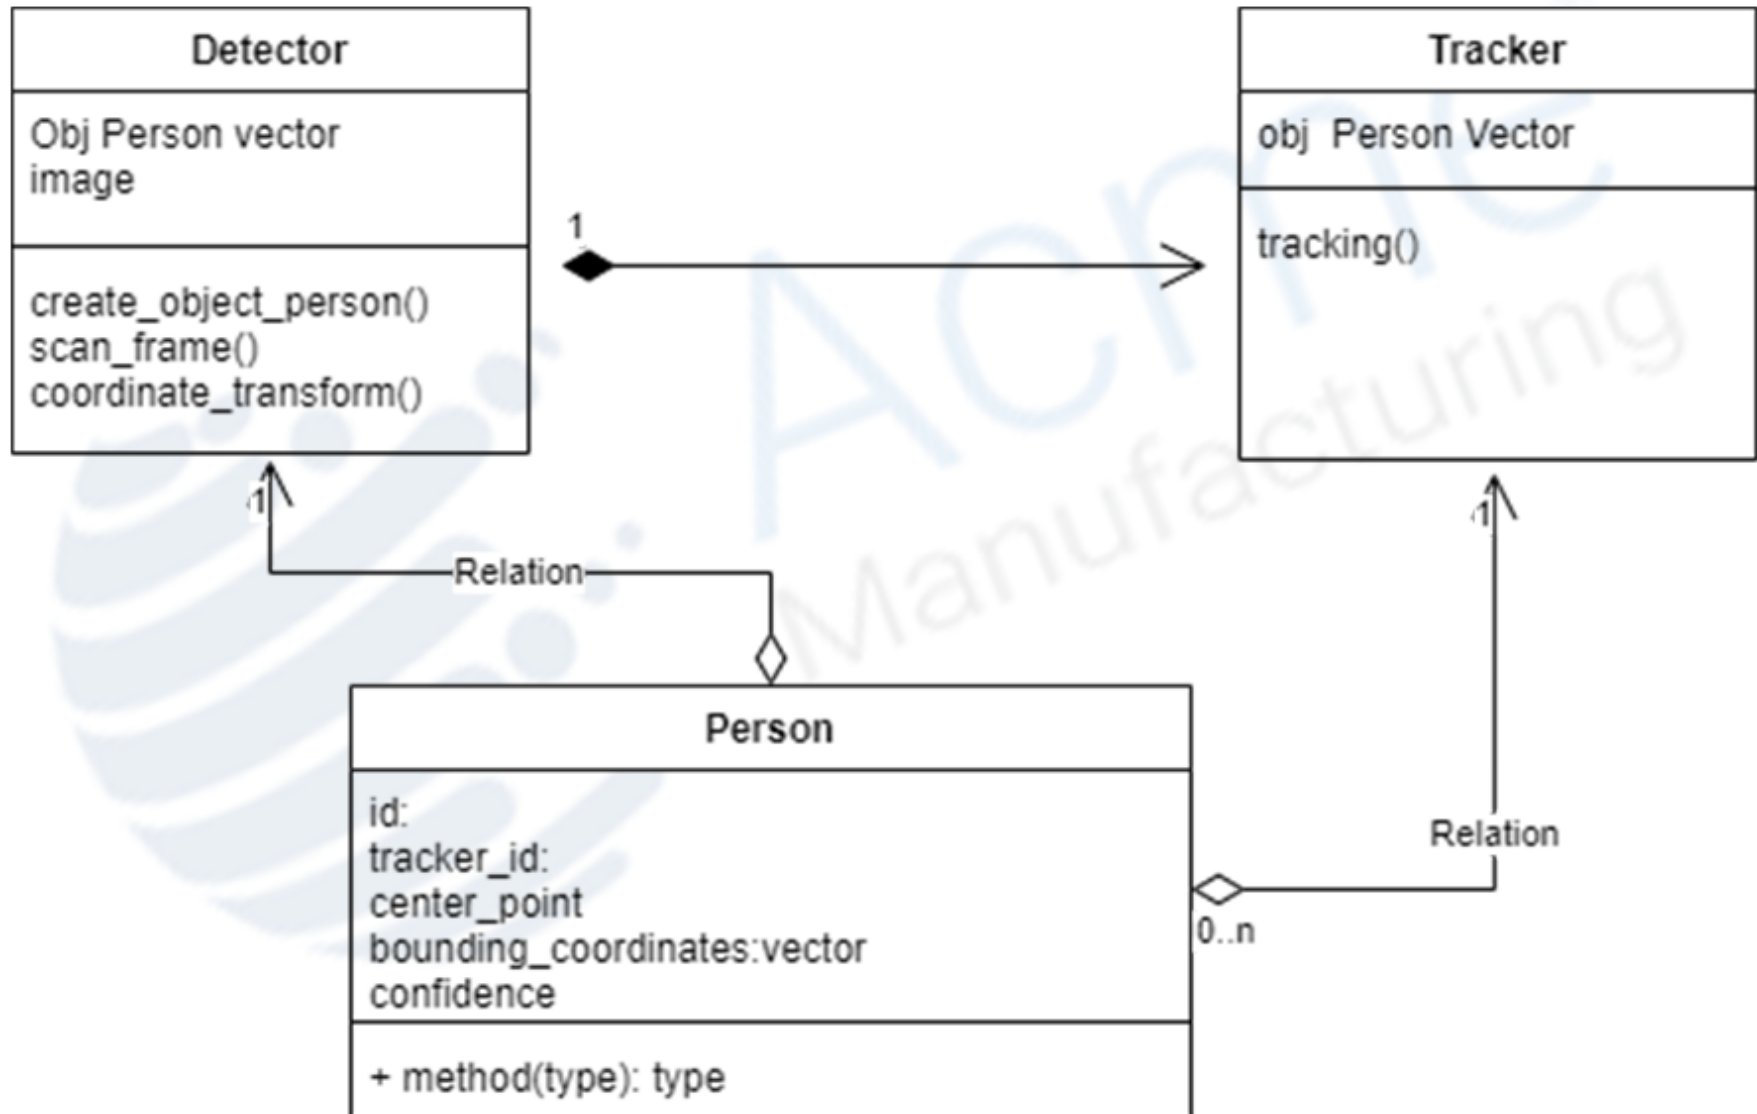 Detector
Obj Person vector
image
create_object_person()
scan_frame()
coordinate_transform()
1
Tracker
obj  Person Vector
tracking()
1
Relation
1
Relation
0..n
Person
id:
tracker_id:
center_point
bounding_coordinates:vector
confidence
+ method(type): type
Acme
Manufacturing